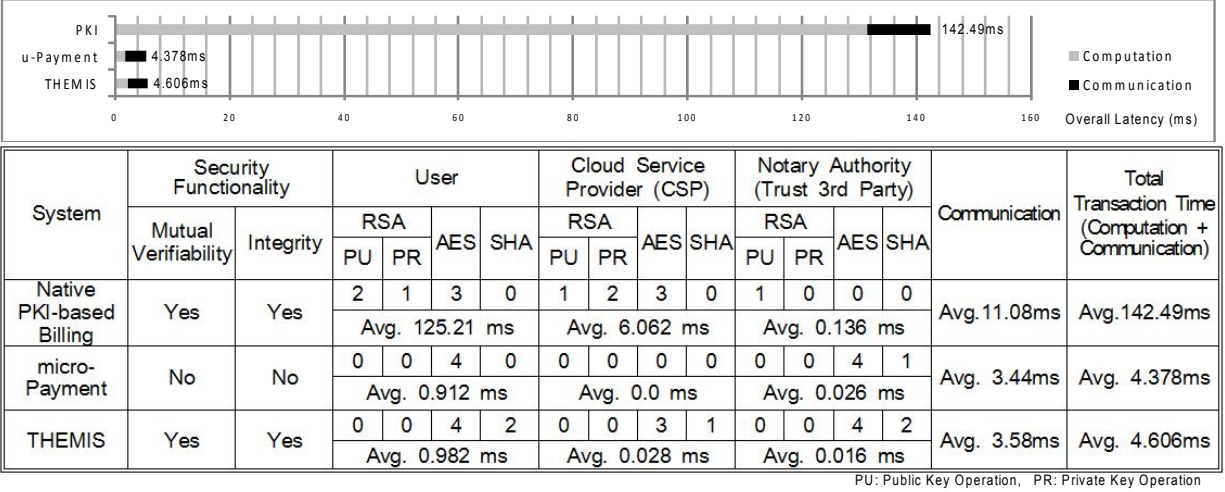 PKI 142.49ms
u-Payment 4.378ms Computation
THEMIS 4.606ms Communication
0 20 40 60 80 100 120 140 160 Overall Latency (ms)
System Security Functionality User Cloud Service Provider (CSP) Notary Authority (Trust 3rd Party) Communication Total Transaction Time (Computation + Communication)
Mutual Verifiability Integrity RSA AES SHA RSA AES SHA RSA AES SHA
PU PR PU PR PU PR
Native PKI-based Billing Yes Yes 2 1 3 0 1 2 3 0 1 0 0 0 Avg.11.08ms Avg.142.49ms
Avg. 125.21 ms Avg. 6.062 ms Avg. 0.136 ms
micro-Payment No No 0 0 4 0 0 0 0 0 0 0 4 1 Avg. 3.44ms Avg. 4.378ms
Avg. 0.912 ms Avg. 0.0 ms Avg. 0.026 ms
THEMIS Yes Yes 0 0 4 2 0 0 3 1 0 0 4 2 Avg. 3.58ms Avg. 4.606ms
Avg. 0.982 ms Avg. 0.028 ms Avg. 0.016 ms
PU: Public Key Operation, PR: Private Key Operation